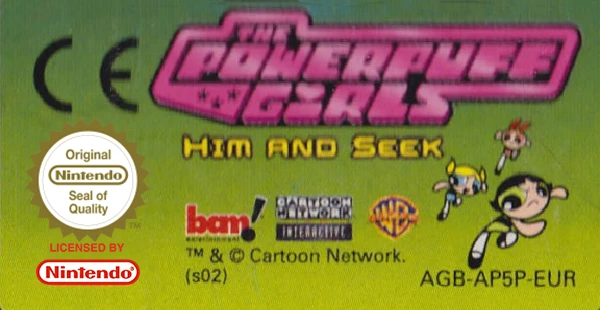 CE
THE
POWERPUFF
GIRLS
HIM AND SEEK
Original
Nintendo
Seal of
Quality
TM
LICENSED BY
Nintendo®
bam!
entertainment
CARTOON
NETWORK
INTERACTIVE
WB
™ & © Cartoon Network.
(s02)
AGB-AP5P-EUR